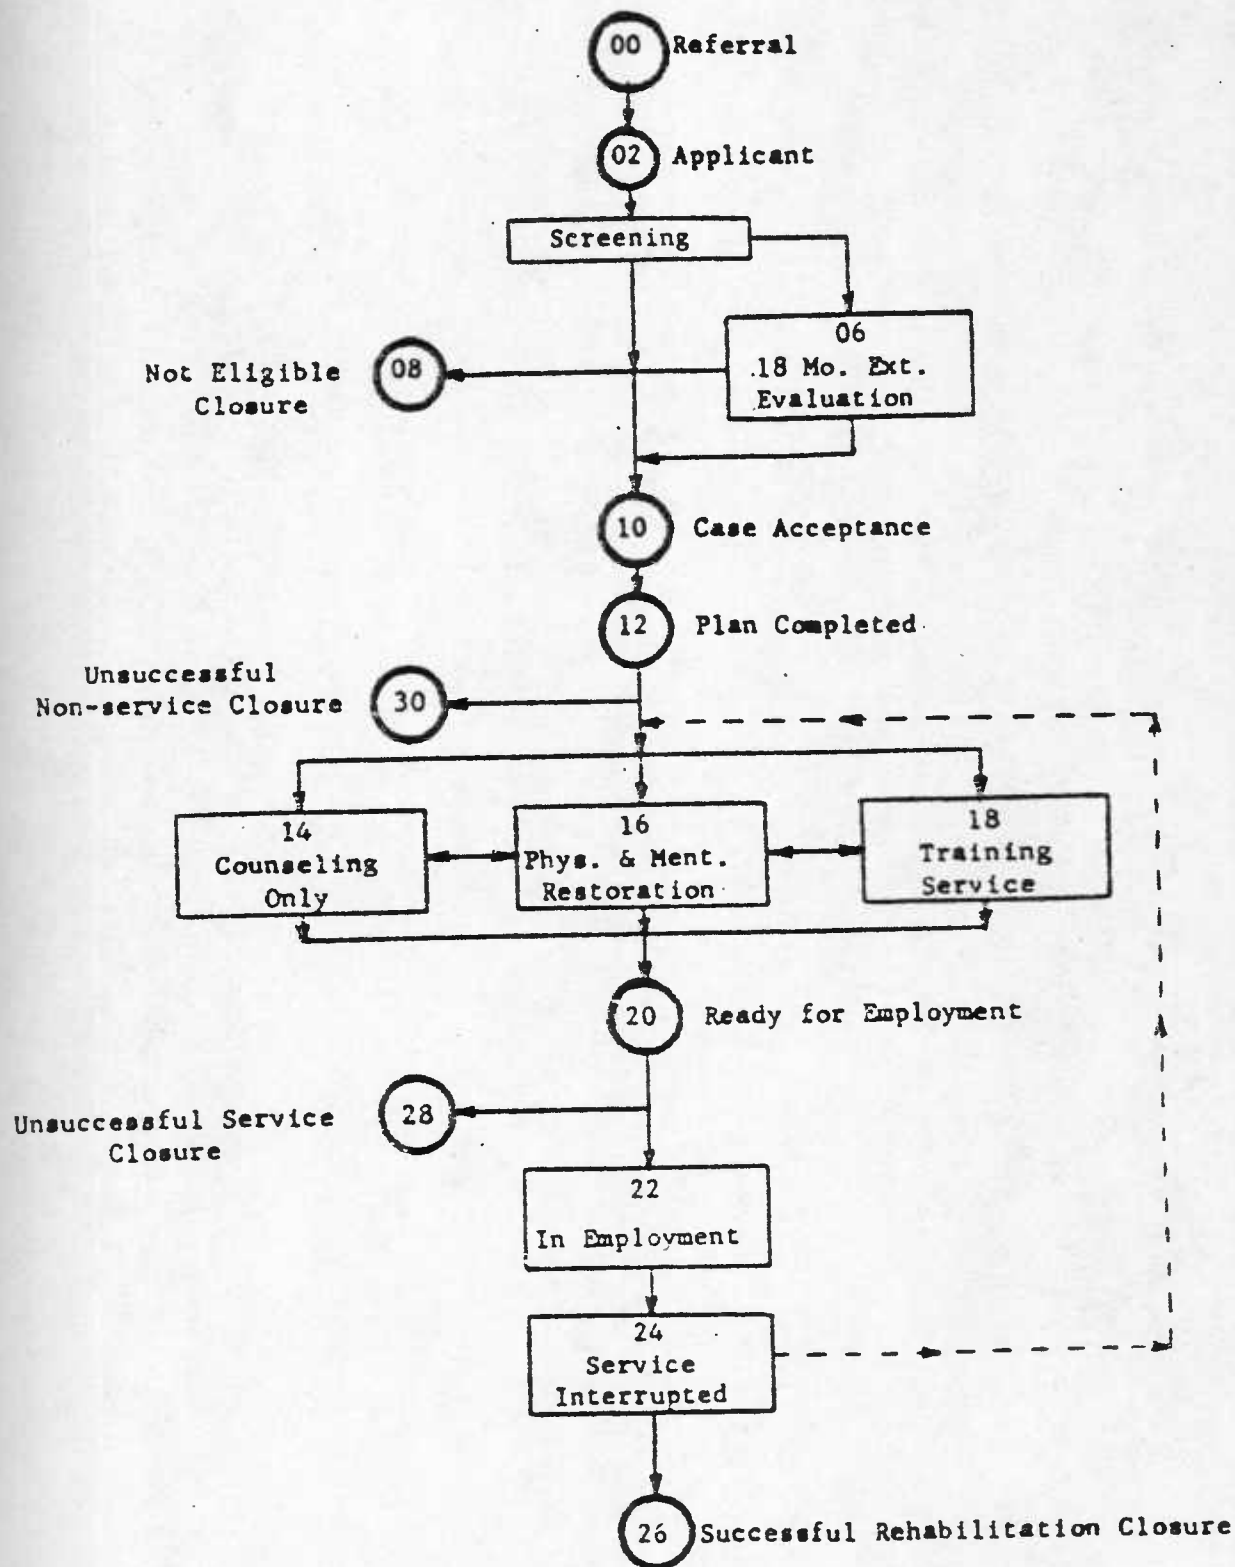 00 Referral
02 Applicant
Screening
06
18 Mo. Ext.
Evaluation
Not Eligible
Closure
08
10 Case Acceptance
12 Plan Completed
Unsuccessful
Non-service Closure
30
14
Counseling
Only
16
Phys. & Ment.
Restoration
18
Training
Service
20 Ready for Employment
Unsuccessful Service
Closure
28
22
In Employment
24
Service
Interrupted
26 Successful Rehabilitation Closure